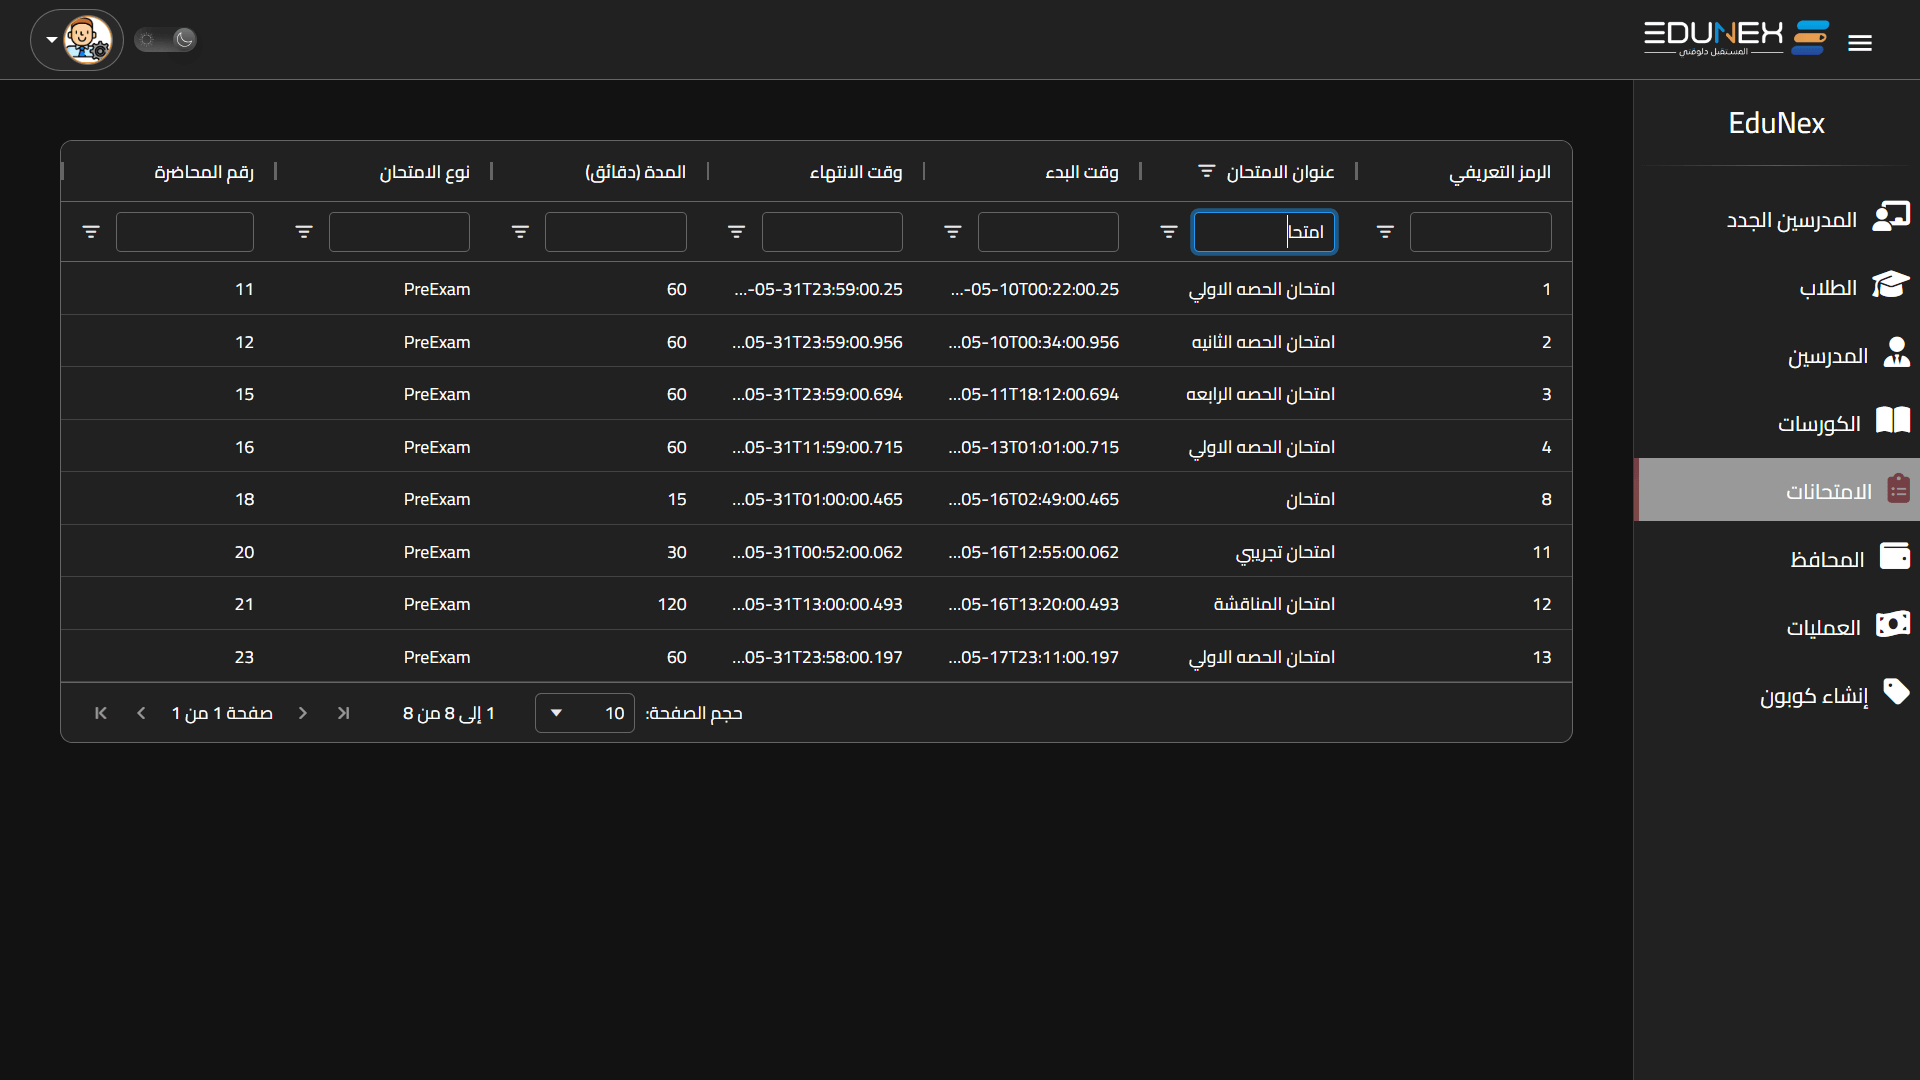 EDUNEX
EduNex
المدرسين الجدد
الطلاب
المدرسين
الكورسات
الامتحانات
المحافظ
العمليات
إنشاء كوبون
الرمز التعريفي عنوان الامتحان وقت البدء وقت الانتهاء المدة (دقائق) نوع الامتحان رقم المحاضرة
امتحا
1 امتحان الحصه الاولي ...-05-10T00:22:00.25 ...-05-31T23:59:00.25 60 PreExam 11
2 امتحان الحصه الثانيه ...05-10T00:34:00.956 ...05-31T23:59:00.956 60 PreExam 12
3 امتحان الحصه الرابعه ...05-11T18:12:00.694 ...05-31T23:59:00.694 60 PreExam 15
4 امتحان الحصه الاولي ...05-13T01:01:00.715 ...05-31T11:59:00.715 60 PreExam 16
8 امتحان ...05-16T02:49:00.465 ...05-31T01:00:00.465 15 PreExam 18
11 امتحان تجريبي ...05-16T12:55:00.062 ...05-31T00:52:00.062 30 PreExam 20
12 امتحان المناقشة ...05-16T13:20:00.493 ...05-31T13:00:00.493 120 PreExam 21
13 امتحان الحصه الاولي ...05-17T23:11:00.197 ...05-31T23:58:00.197 60 PreExam 23
حجم الصفحة: 10 1 إلى 8 من 8 صفحة 1 من 1